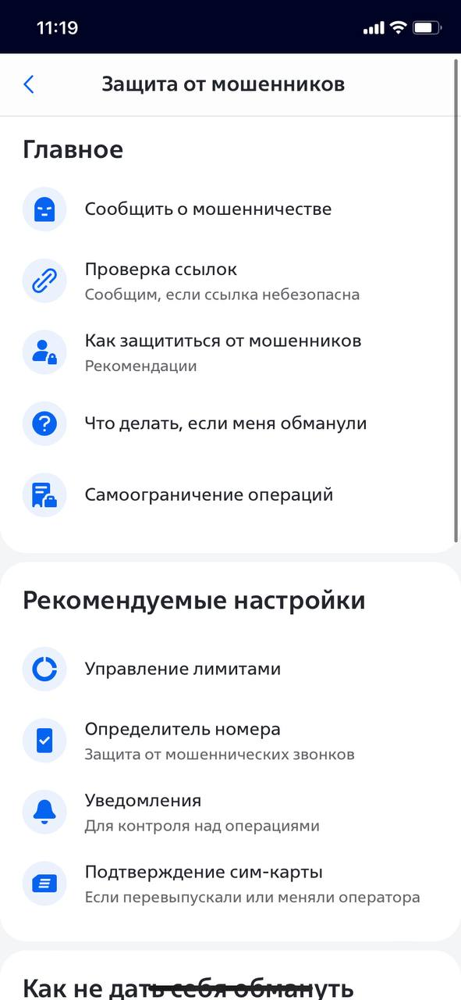 11:19
Защита от мошенников
Главное
Сообщить о мошенничестве
Проверка ссылок
Сообщим, если ссылка небезопасна
Как защититься от мошенников
Рекомендации
Что делать, если меня обманули
Самоограничение операций
Рекомендуемые настройки
Управление лимитами
Определитель номера
Защита от мошеннических звонков
Уведомления
Для контроля над операциями
Подтверждение сим-карты
Если перевыпускали или меняли оператора
Как не дать себя обмануть